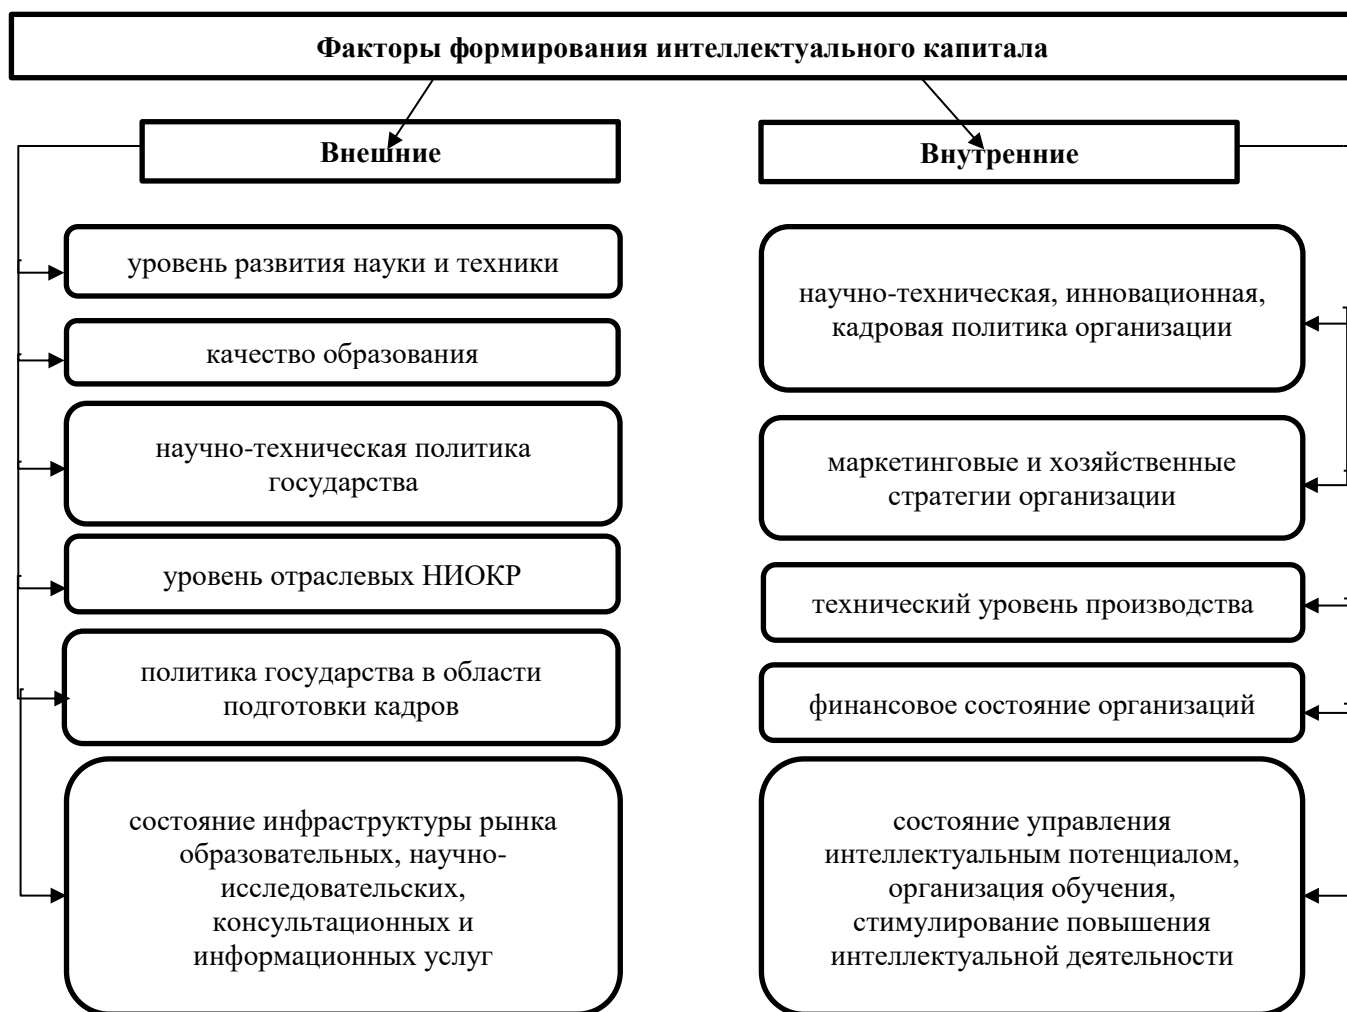 Факторы формирования интеллектуального капитала
Внешние
уровень развития науки и техники
качество образования
научно-техническая политика
государства
уровень отраслевых НИОКР
политика государства в области
подготовки кадров
состояние инфраструктуры рынка
образовательных, научно-
исследовательских,
консультационных и
информационных услуг
Внутренние
научно-техническая, инновационная,
кадровая политика организации
маркетинговые и хозяйственные
стратегии организации
технический уровень производства
финансовое состояние организаций
состояние управления
интеллектуальным потенциалом,
организация обучения,
стимулирование повышения
интеллектуальной деятельности